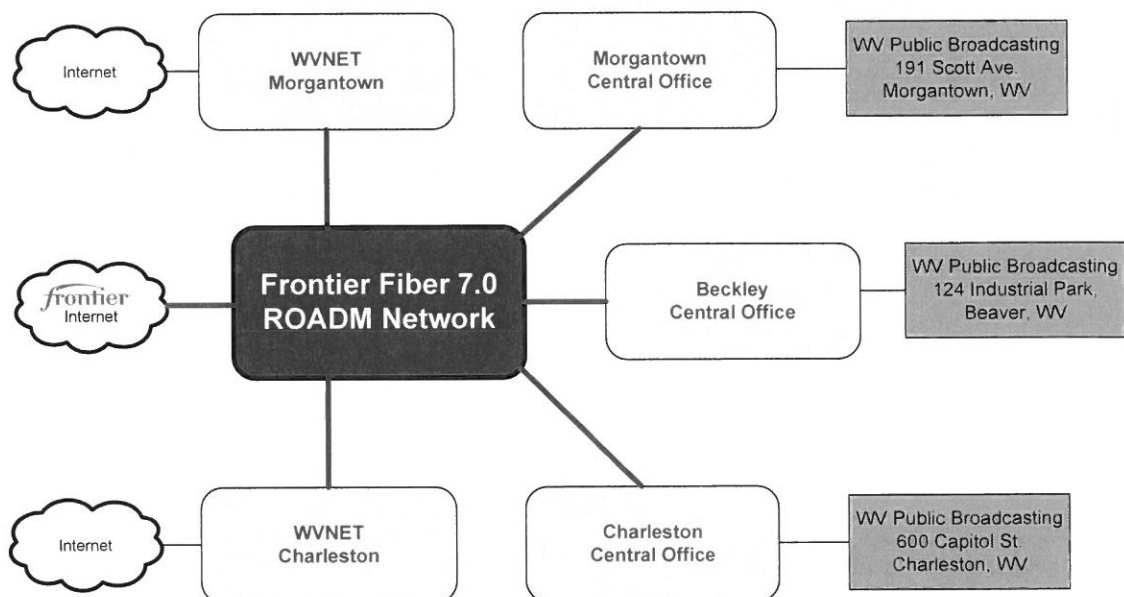 Internet
WVNET
Morgantown
Morgantown
Central Office
WV Public Broadcasting
191 Scott Ave.
Morgantown, WV
frontier
Internet
Frontier Fiber 7.0
ROADM Network
Beckley
Central Office
WV Public Broadcasting
124 Industrial Park,
Beaver, WV
Internet
WVNET
Charleston
Charleston
Central Office
WV Public Broadcasting
600 Capitol St.
Charleston, WV